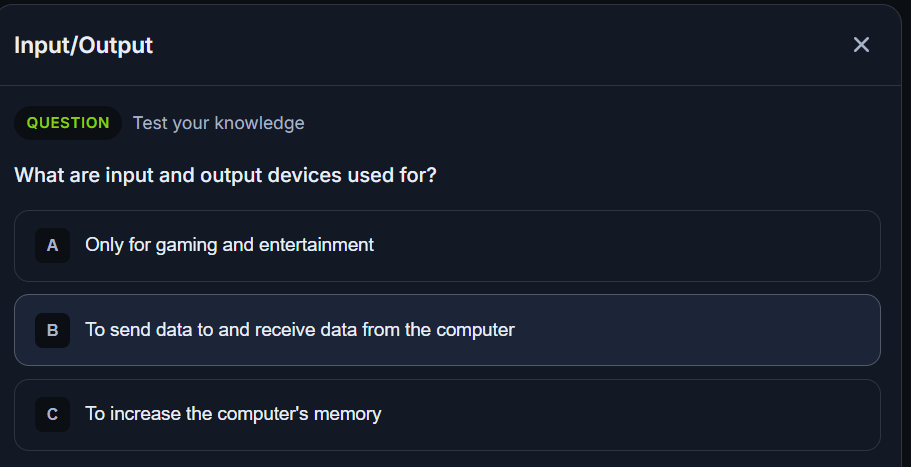 Input/Output
QUESTION Test your knowledge
What are input and output devices used for?
A Only for gaming and entertainment
B To send data to and receive data from the computer
C To increase the computer's memory